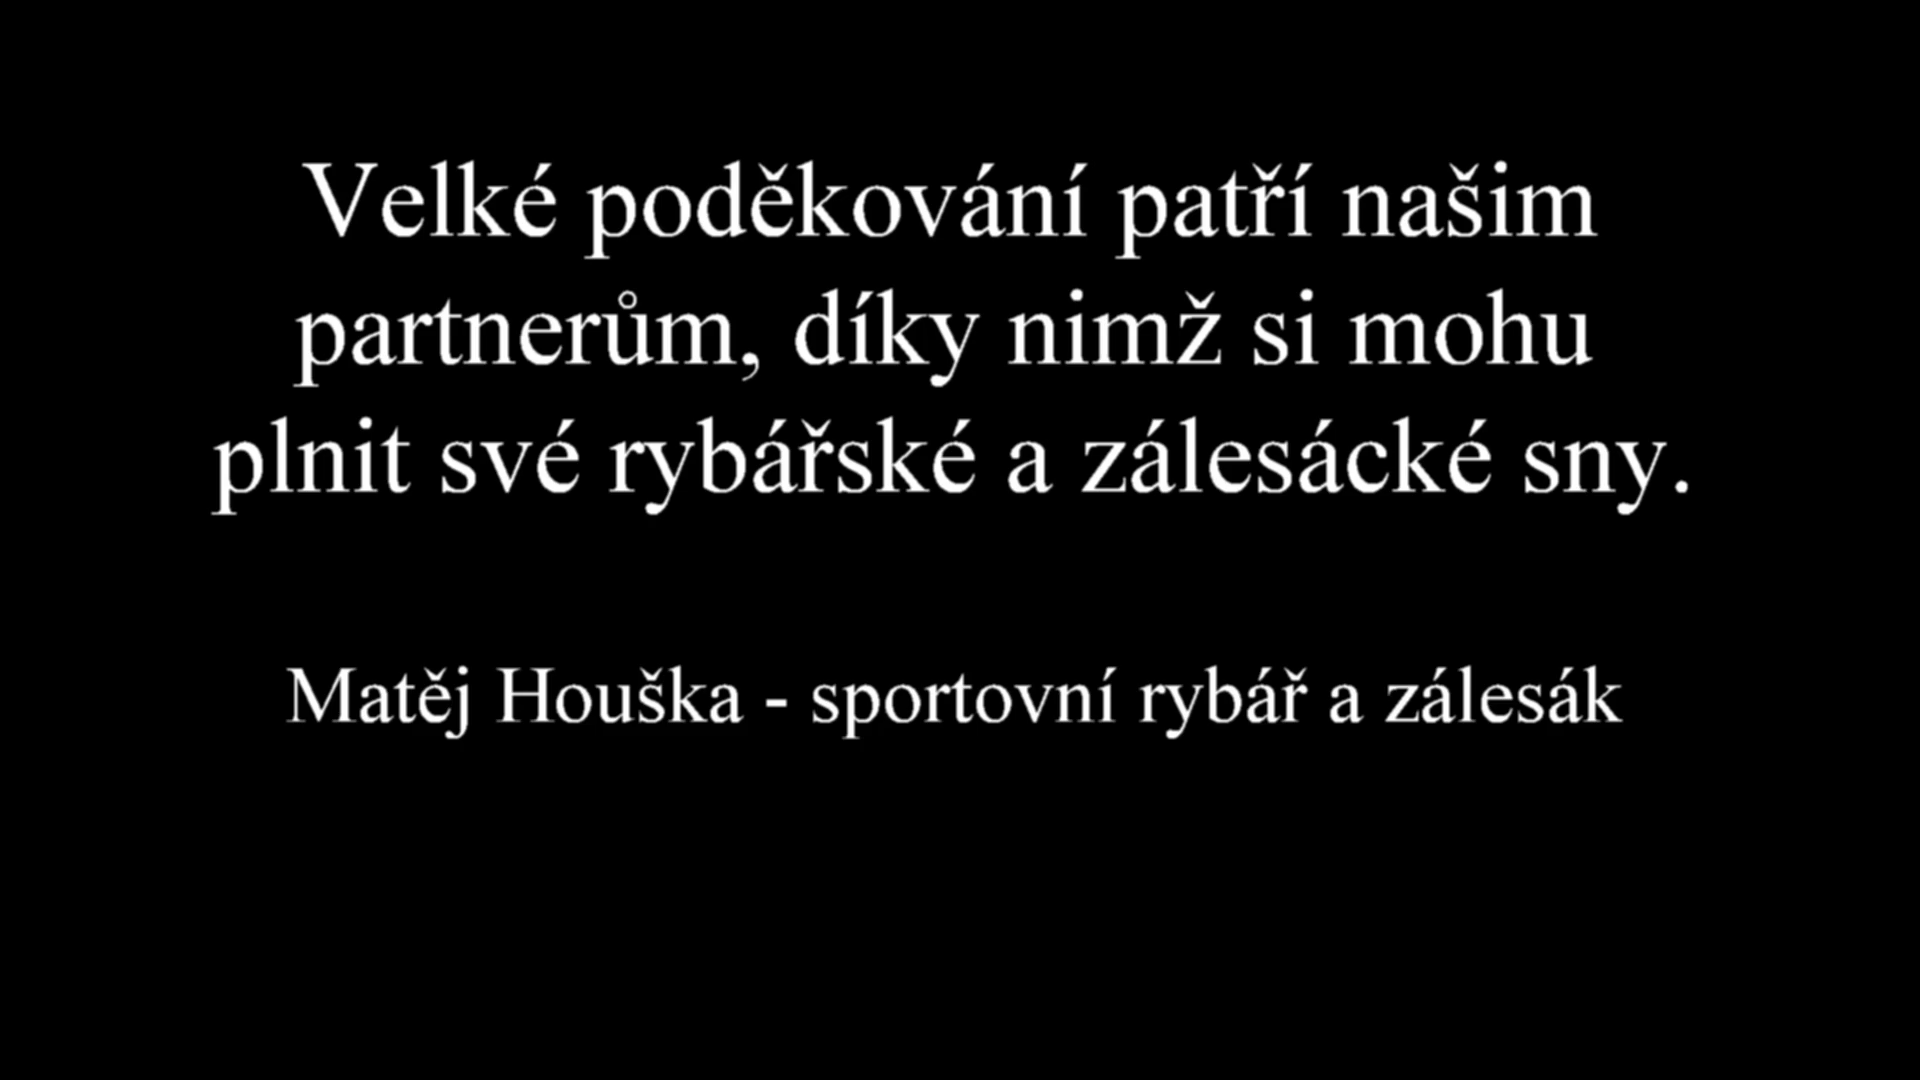 Velké poděkování patří našim
partnerům, díky nimž si mohu
plnit své rybářské a zálesácké sny.
Matěj Houška - sportovní rybář a zálesák